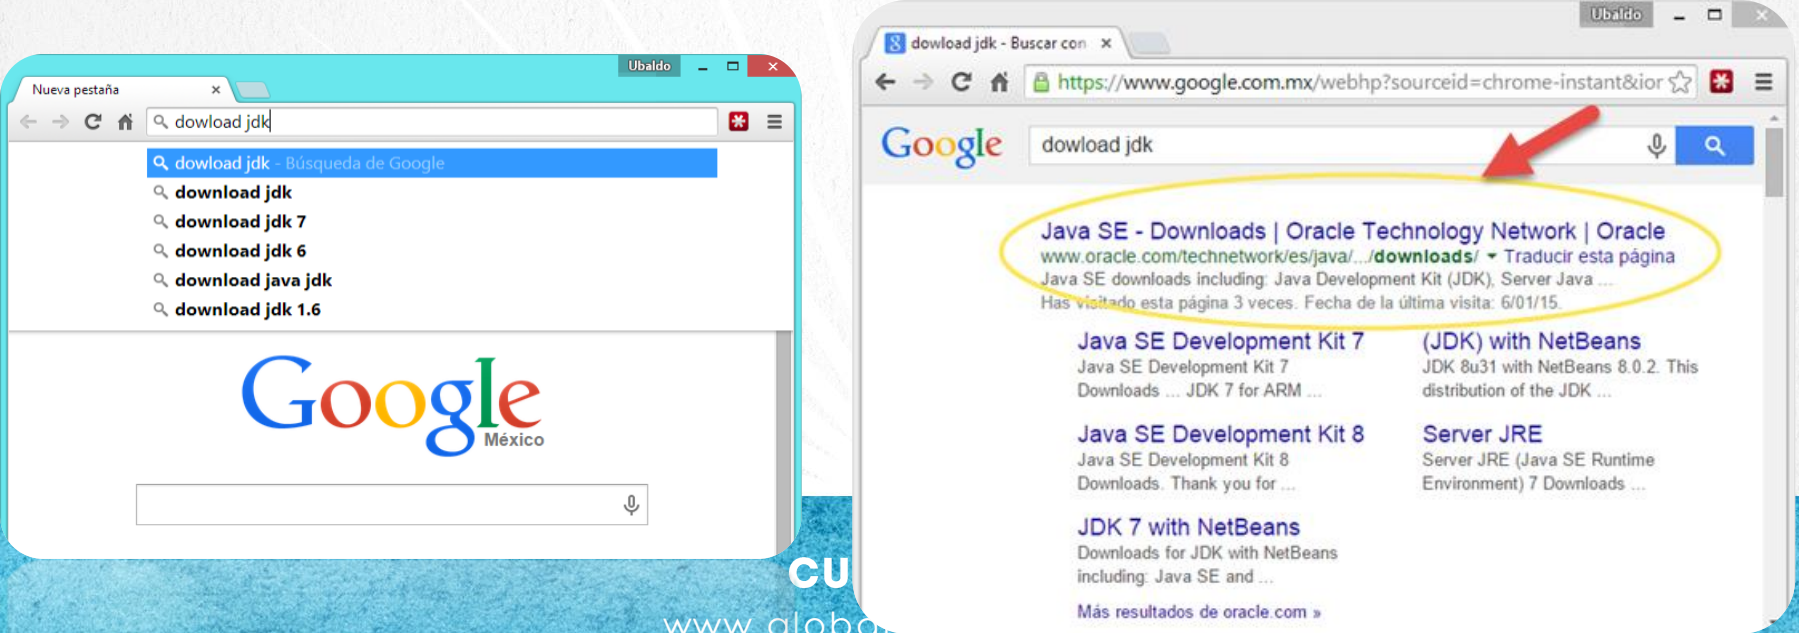 Ubaldo
Nueva pestaña
dowload jdk
dowload jdk - Búsqueda de Google
download jdk
download jdk 7
download jdk 6
download java jdk
download jdk 1.6
Google
México
Ubaldo
dowload jdk - Buscar con
https://www.google.com.mx/webhp?sourceid=chrome-instant&ion
Google
dowload jdk
Java SE - Downloads | Oracle Technology Network | Oracle
www.oracle.com/technetwork/es/java/.../downloads/ Traducir esta página
Java SE downloads including: Java Development Kit (JDK), Server Java ...
Has visitado esta página 3 veces. Fecha de la última visita: 6/01/15.
Java SE Development Kit 7
Java SE Development Kit 7
Downloads ... JDK 7 for ARM ...
(JDK) with NetBeans
JDK 8u31 with NetBeans 8.0.2. This
distribution of the JDK ...
Java SE Development Kit 8
Java SE Development Kit 8
Downloads. Thank you for ...
Server JRE
Server JRE (Java SE Runtime
Environment) 7 Downloads ...
JDK 7 with NetBeans
Downloads for JDK with NetBeans
including: Java SE and ...
Más resultados de oracle.com »
CU
www.globa